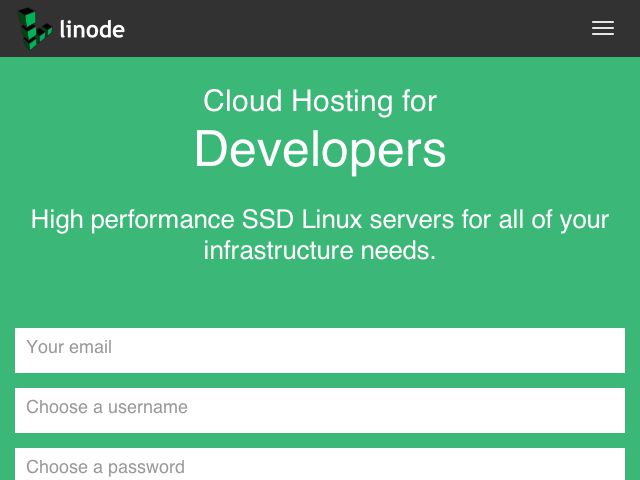 linode
Cloud Hosting for
Developers
High performance SSD Linux servers for all of your
infrastructure needs.
Your email
Choose a username
Choose a password